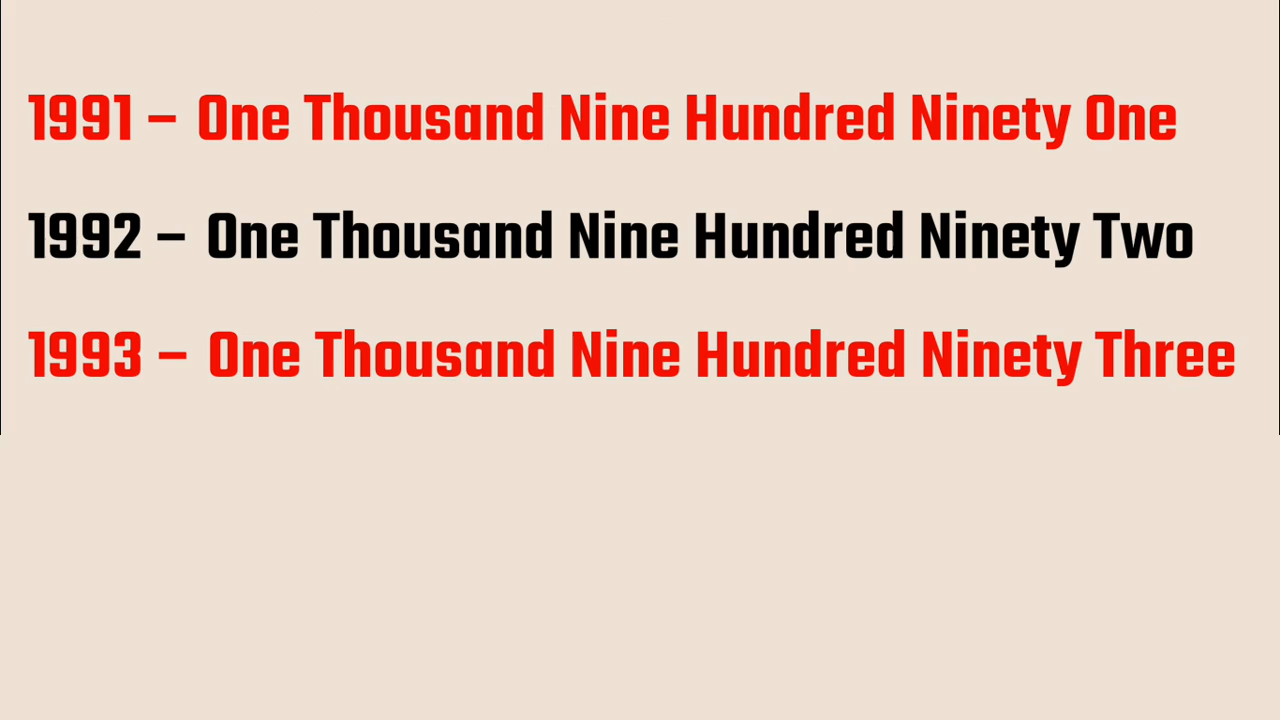 1991 – One Thousand Nine Hundred Ninety One
1992 – One Thousand Nine Hundred Ninety Two
1993 – One Thousand Nine Hundred Ninety Three